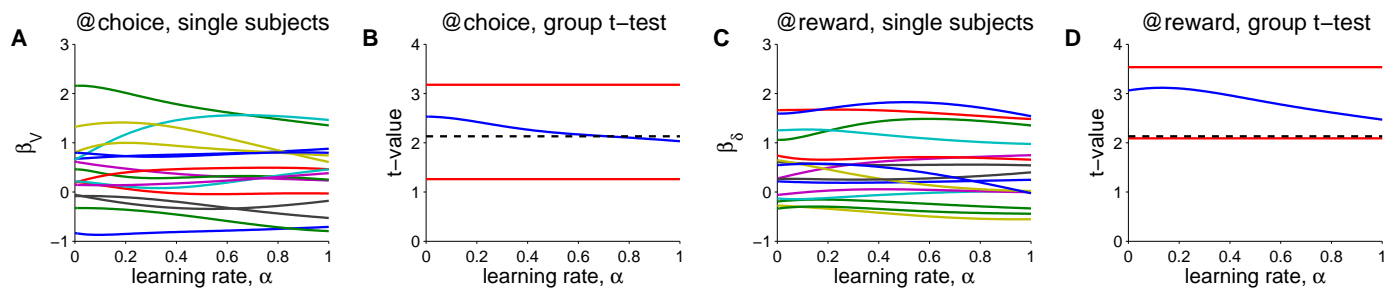 A @choice, single subjects
β_V
3
2
1
0
−1
0 0.2 0.4 0.6 0.8 1
learning rate, α
B @choice, group t−test
t−value
4
3
2
1
0
0 0.2 0.4 0.6 0.8 1
learning rate, α
C @reward, single subjects
β_δ
3
2
1
0
−1
0 0.2 0.4 0.6 0.8 1
learning rate, α
D @reward, group t−test
t−value
4
3
2
1
0
0 0.2 0.4 0.6 0.8 1
learning rate, α